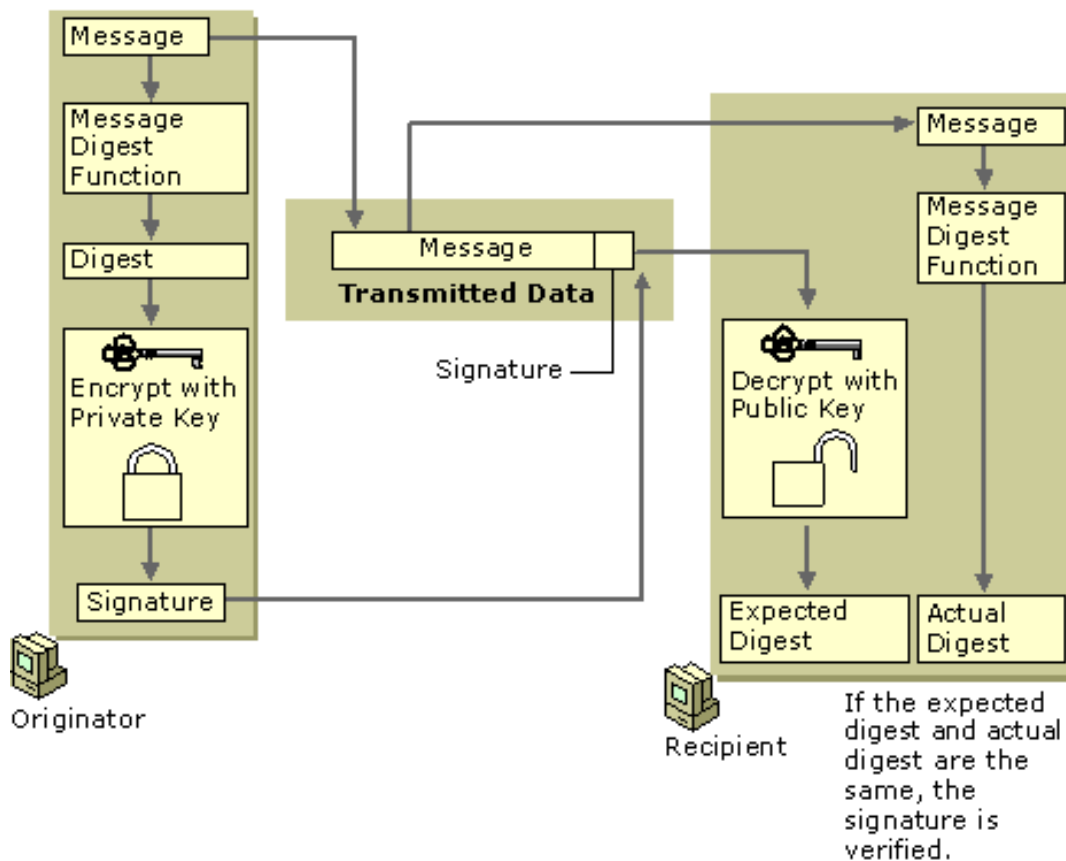 Message
Message
Digest
Function
Digest
Encrypt with
Private Key
Signature
Originator
Message
Transmitted Data
Signature
Message
Message
Digest
Function
Decrypt with
Public Key
Expected
Digest
Actual
Digest
Recipient
If the expected
digest and actual
digest are the
same, the
signature is
verified.